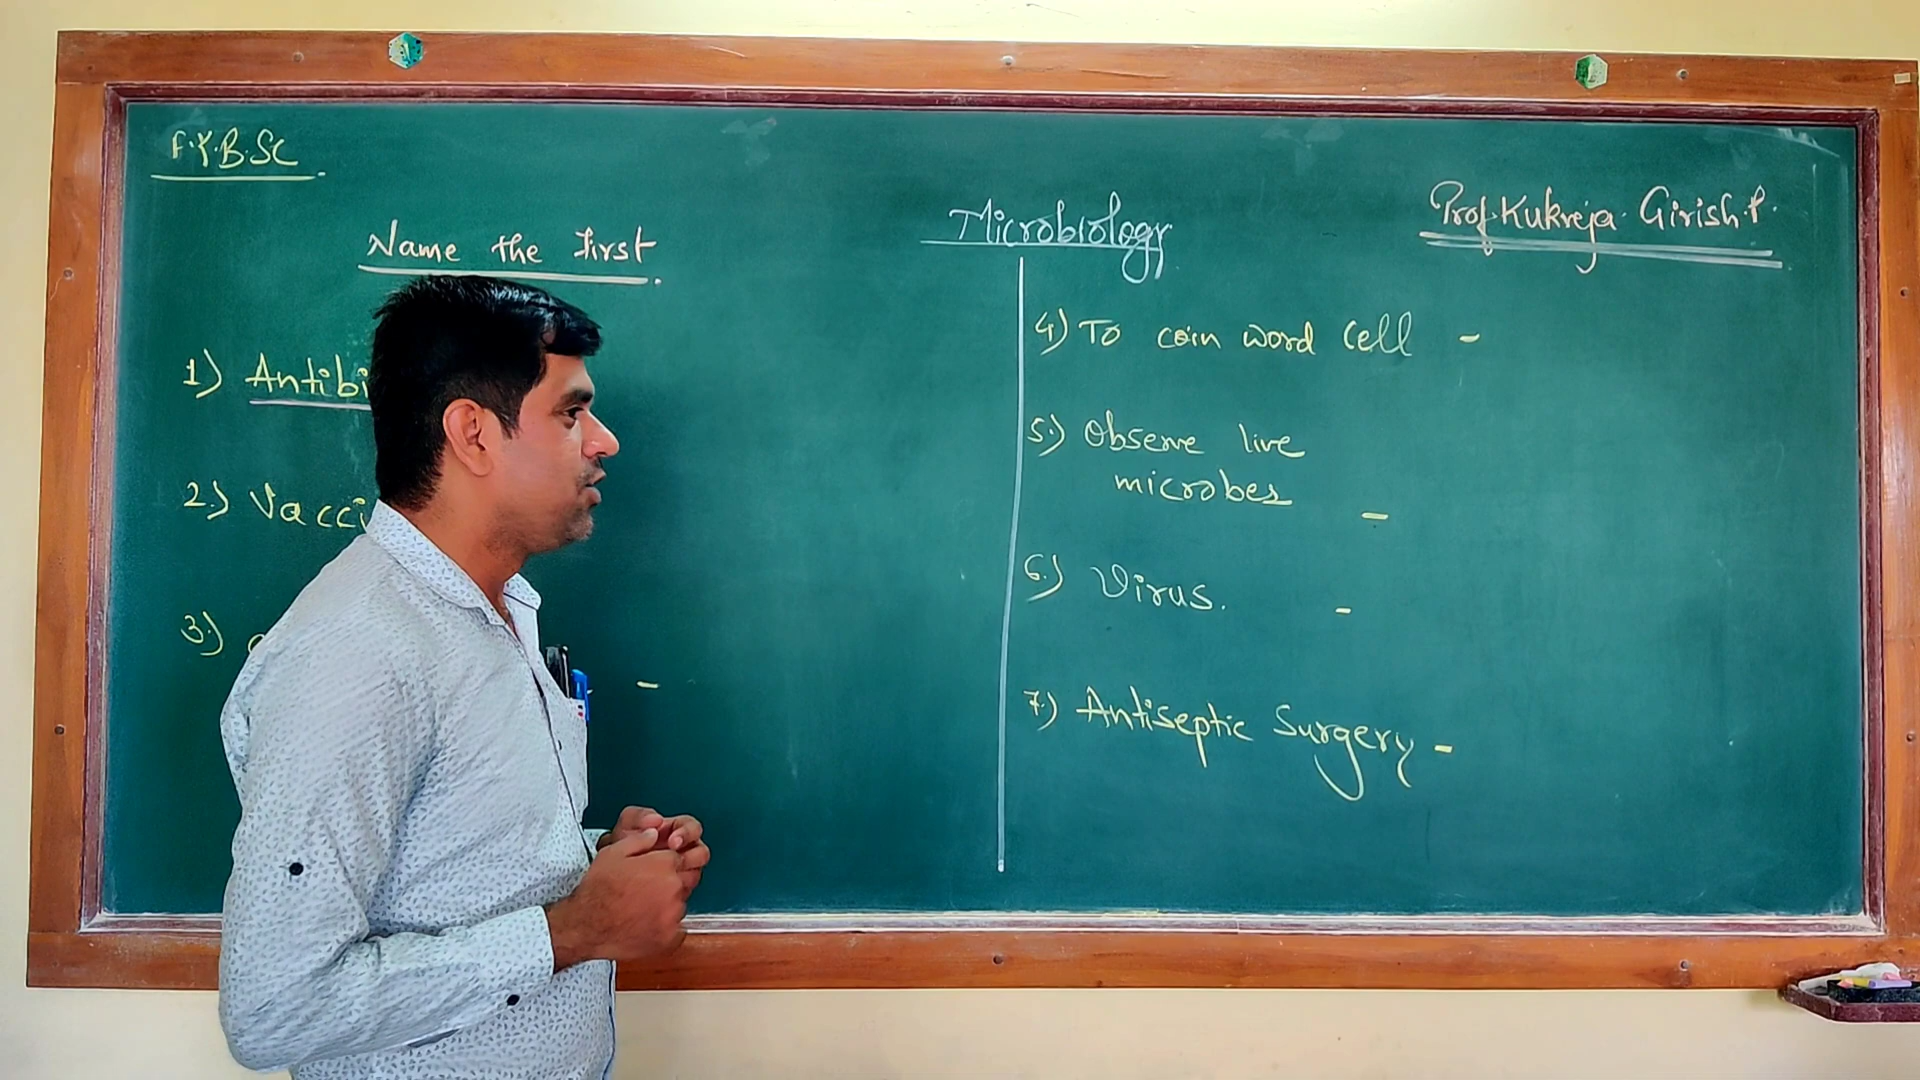 F.Y.B.SC
Microbiology
Prof. Kukreja Girish.P.
Name the first
1) Antibi
2.) Vacci
3.)
4) To coin word Cell -
5.) Observe live
microbes -
6.) Virus. -
7.) Antiseptic Surgery -